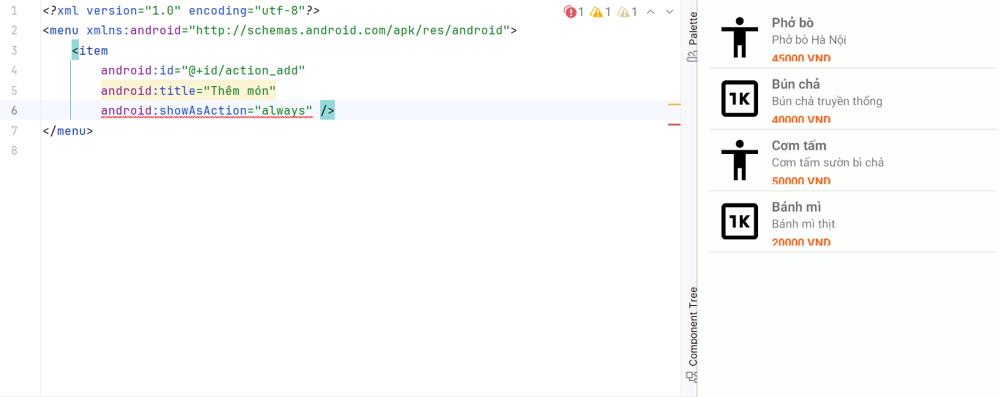 1 <?xml version="1.0" encoding="utf-8"?>
2 <menu xmlns:android="http://schemas.android.com/apk/res/android">
3 <item
4 android:id="@+id/action_add"
5 android:title="Thêm món"
6 android:showAsAction="always" />
7 </menu>
8
1 1 1
Palette
Component Tree
Phở bò
Phở bò Hà Nội
45000 VND
1K
Bún chả
Bún chả truyền thống
40000 VND
Cơm tấm
Cơm tấm sườn bì chả
50000 VND
1K
Bánh mì
Bánh mì thịt
20000 VND